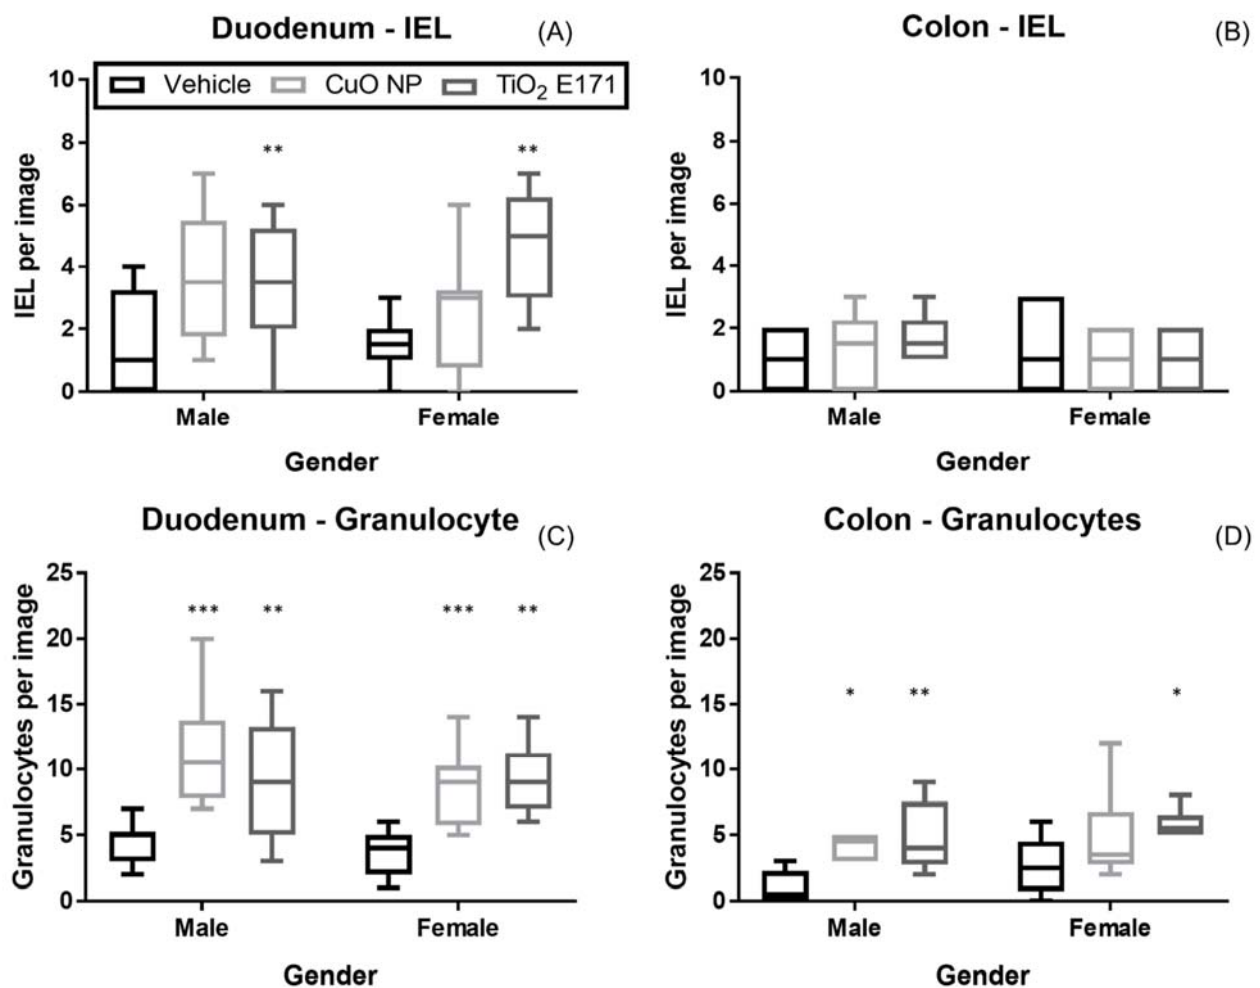 Duodenum - IEL (A)
Vehicle CuO NP TiO₂ E171
10
8
6
4
2
0
IEL per image
** **
Male Female
Gender
Colon - IEL (B)
10
8
6
4
2
0
IEL per image
Male Female
Gender
Duodenum - Granulocyte (C)
25
20
15
10
5
0
Granulocytes per image
*** ** *** **
Male Female
Gender
Colon - Granulocytes (D)
25
20
15
10
5
0
Granulocytes per image
* ** *
Male Female
Gender